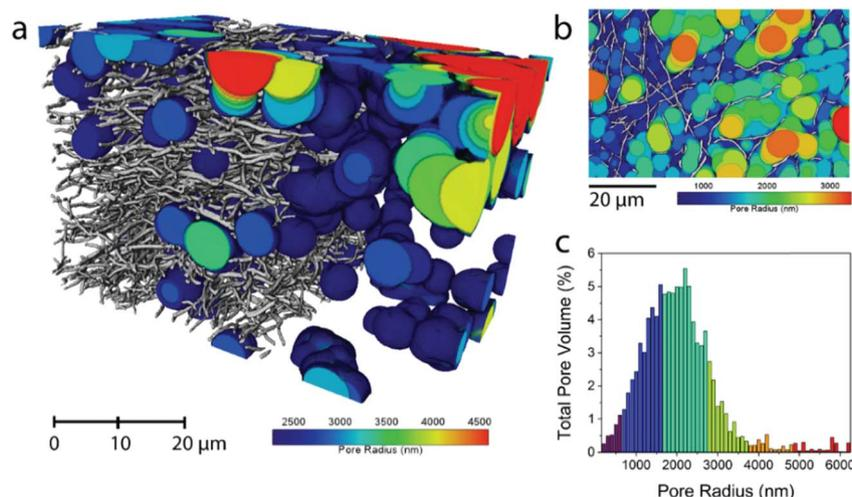 a
0 10 20 μm
2500 3000 3500 4000 4500
Pore Radius (nm)
b
20 μm
1000 2000 3000
Pore Radius (nm)
c
Total Pore Volume (%)
6
5
4
3
2
1
0
1000 2000 3000 4000 5000 6000
Pore Radius (nm)